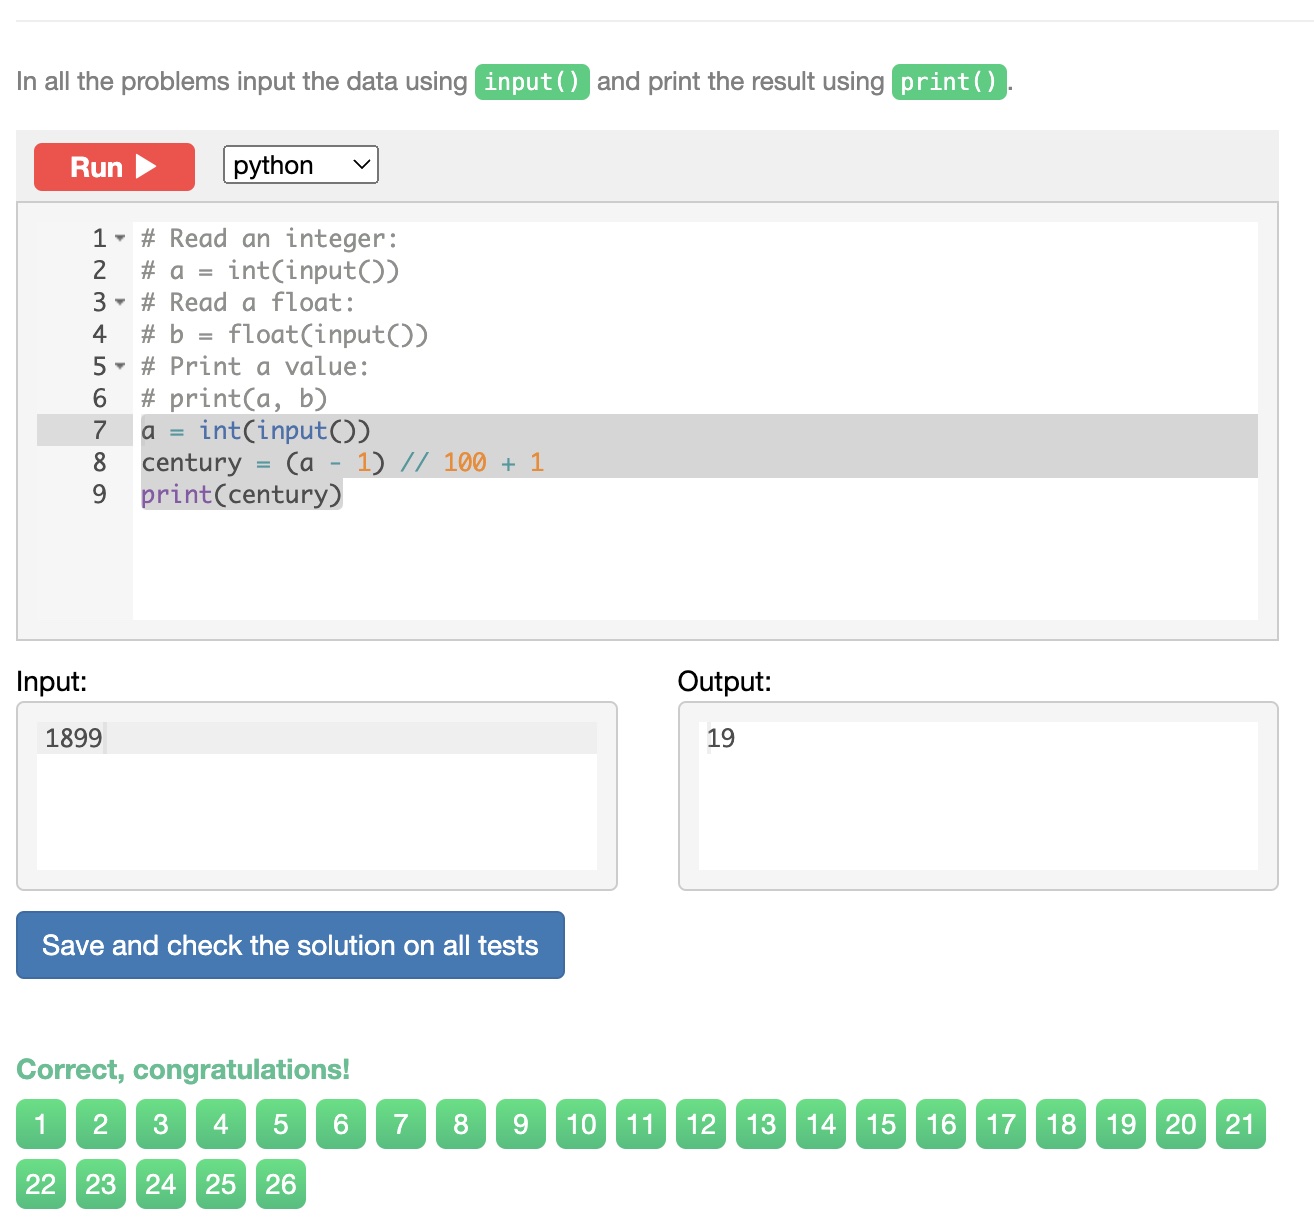 In all the problems input the data using input() and print the result using print().
Run
python
1 # Read an integer:
2 # a = int(input())
3 # Read a float:
4 # b = float(input())
5 # Print a value:
6 # print(a, b)
7 a = int(input())
8 century = (a - 1) // 100 + 1
9 print(century)
Input: Output:
1899 19
Save and check the solution on all tests
Correct, congratulations!
1 2 3 4 5 6 7 8 9 10 11 12 13 14 15 16 17 18 19 20 21
22 23 24 25 26